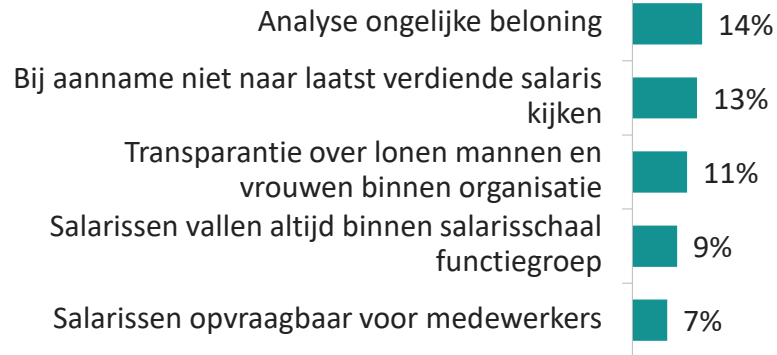 Analyse ongelijke beloning 14%
Bij aanname niet naar laatst verdiende salaris
kijken 13%
Transparantie over lonen mannen en
vrouwen binnen organisatie 11%
Salarissen vallen altijd binnen salarisschaal
functiegroep 9%
Salarissen opvraagbaar voor medewerkers 7%